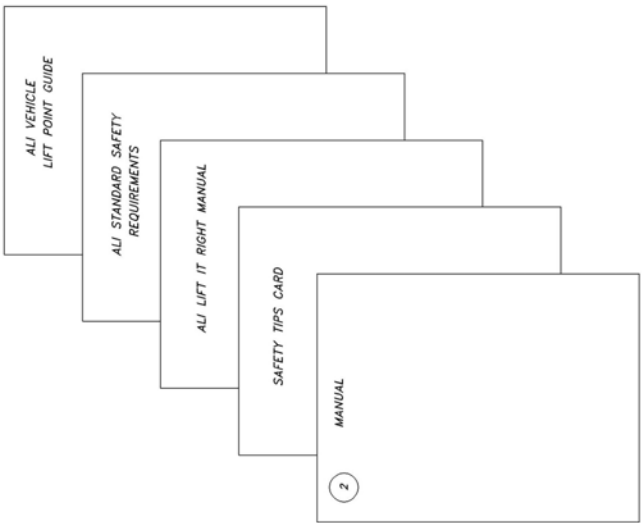 ALI VEHICLE
LIFT POINT GUIDE
ALI STANDARD SAFETY
REQUIREMENTS
ALI LIFT IT RIGHT MANUAL
SAFETY TIPS CARD
MANUAL
2